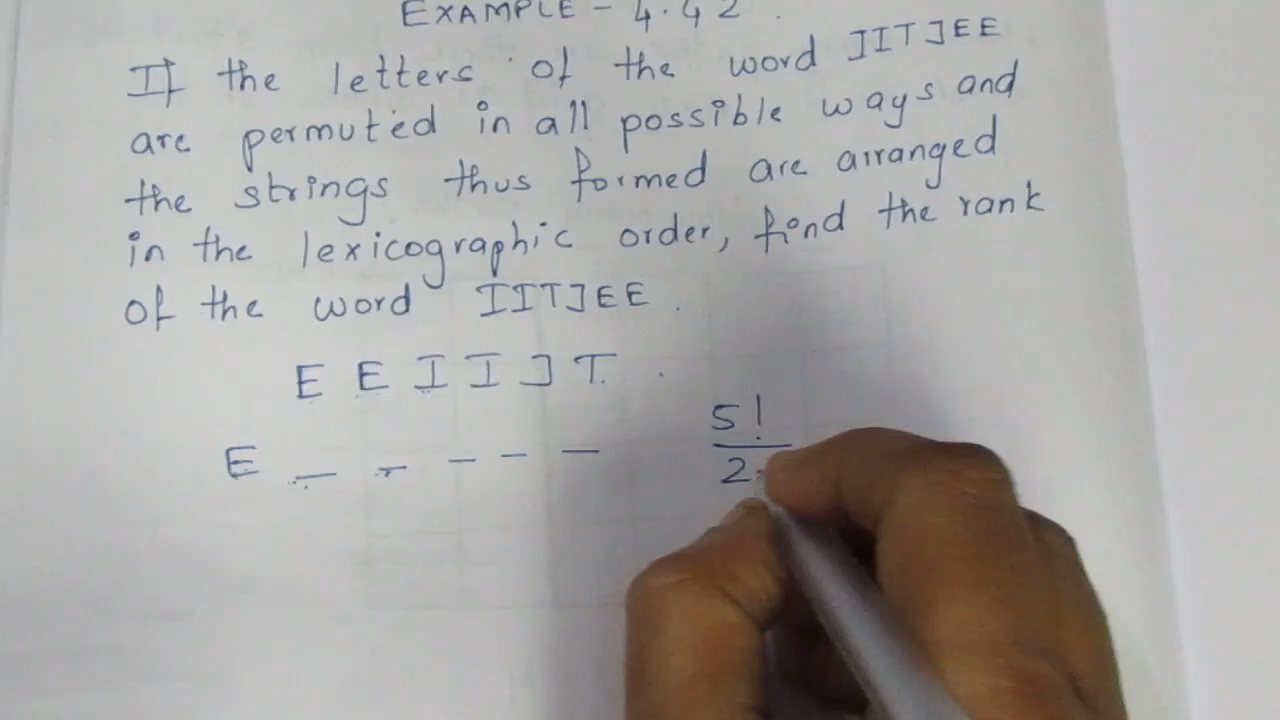 EXAMPLE - 4.42.
If the letters of the word IITJEE
are permuted in all possible ways and
the strings thus formed are arranged
in the lexicographic order, find the rank
of the word IITJEE.
E E I I J T.
E _ _ _ _ _ 5!
2